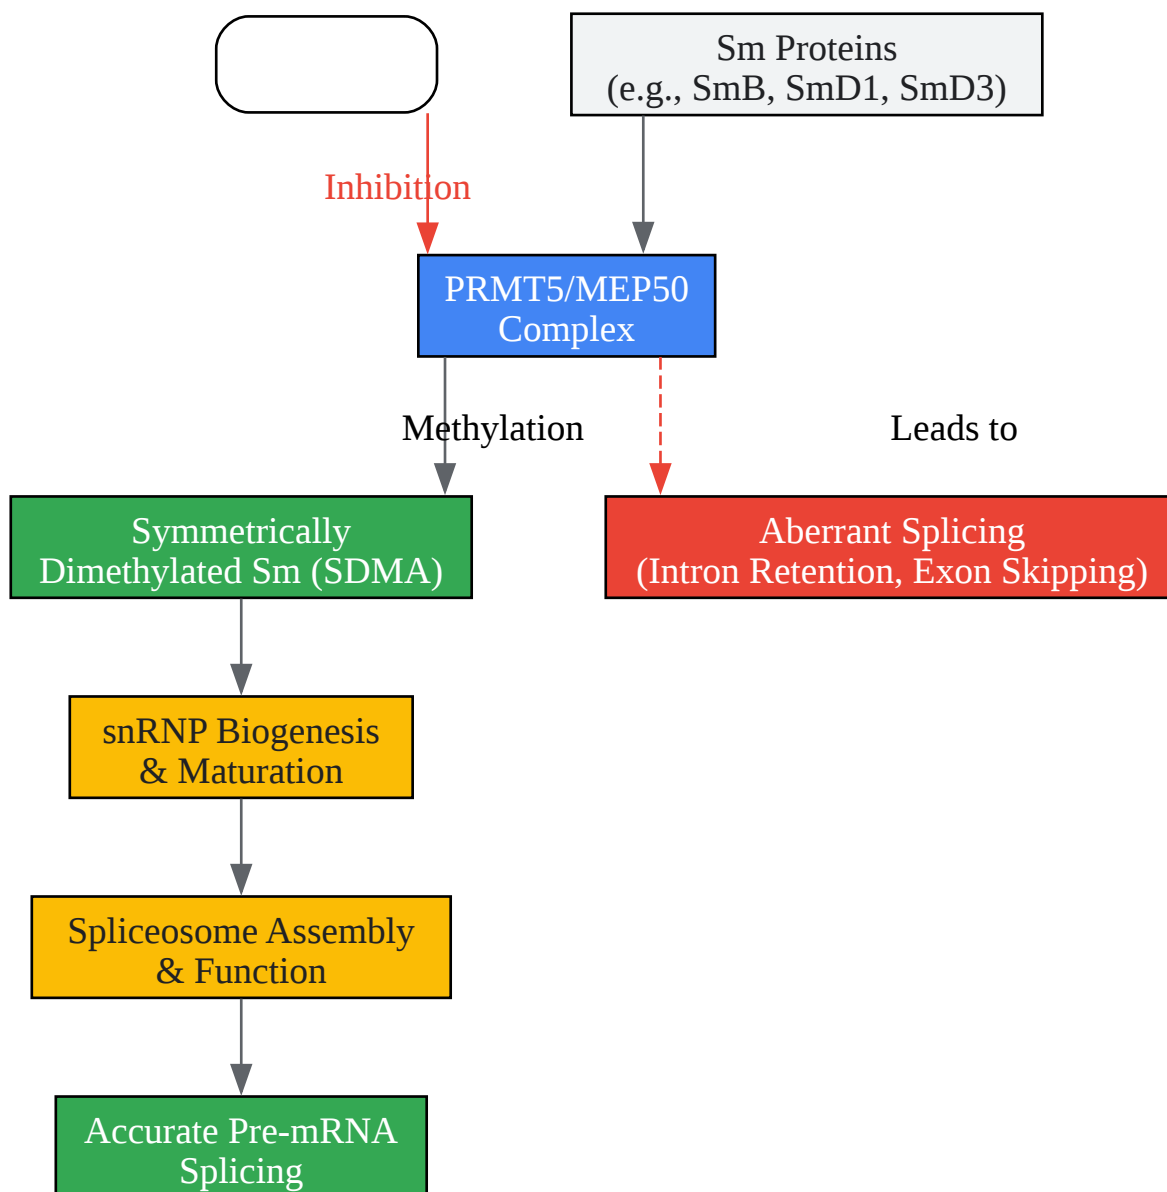 Sm Proteins
(e.g., SmB, SmD1, SmD3)
Inhibition
PRMT5/MEP50
Complex
Methylation
Leads to
Symmetrically
Dimethylated Sm (SDMA)
Aberrant Splicing
(Intron Retention, Exon Skipping)
snRNP Biogenesis
& Maturation
Spliceosome Assembly
& Function
Accurate Pre-mRNA
Splicing